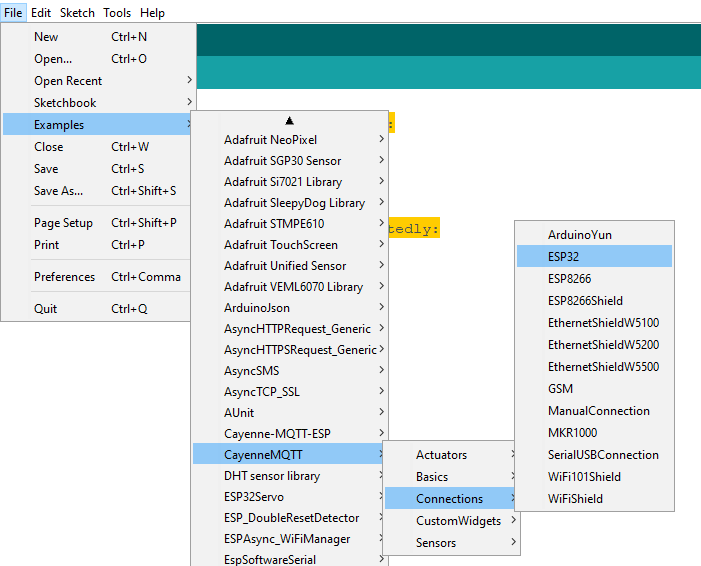 File Edit Sketch Tools Help
New Ctrl+N
Open... Ctrl+O
Open Recent
Sketchbook
Examples
Close Ctrl+W
Save Ctrl+S
Save As... Ctrl+Shift+S
Page Setup Ctrl+Shift+P
Print Ctrl+P
Preferences Ctrl+Comma
Quit Ctrl+Q
:
tedly:
Adafruit NeoPixel
Adafruit SGP30 Sensor
Adafruit Si7021 Library
Adafruit SleepyDog Library
Adafruit STMPE610
Adafruit TouchScreen
Adafruit Unified Sensor
Adafruit VEML6070 Library
ArduinoJson
AsyncHTTPRequest_Generic
AsyncHTTPSRequest_Generic
AsyncSMS
AsyncTCP_SSL
AUnit
Cayenne-MQTT-ESP
CayenneMQTT
DHT sensor library
ESP32Servo
ESP_DoubleResetDetector
ESPAsync_WiFiManager
EspSoftwareSerial
Actuators
Basics
Connections
CustomWidgets
Sensors
ArduinoYun
ESP32
ESP8266
ESP8266Shield
EthernetShieldW5100
EthernetShieldW5200
EthernetShieldW5500
GSM
ManualConnection
MKR1000
SerialUSBConnection
WiFi101Shield
WiFiShield